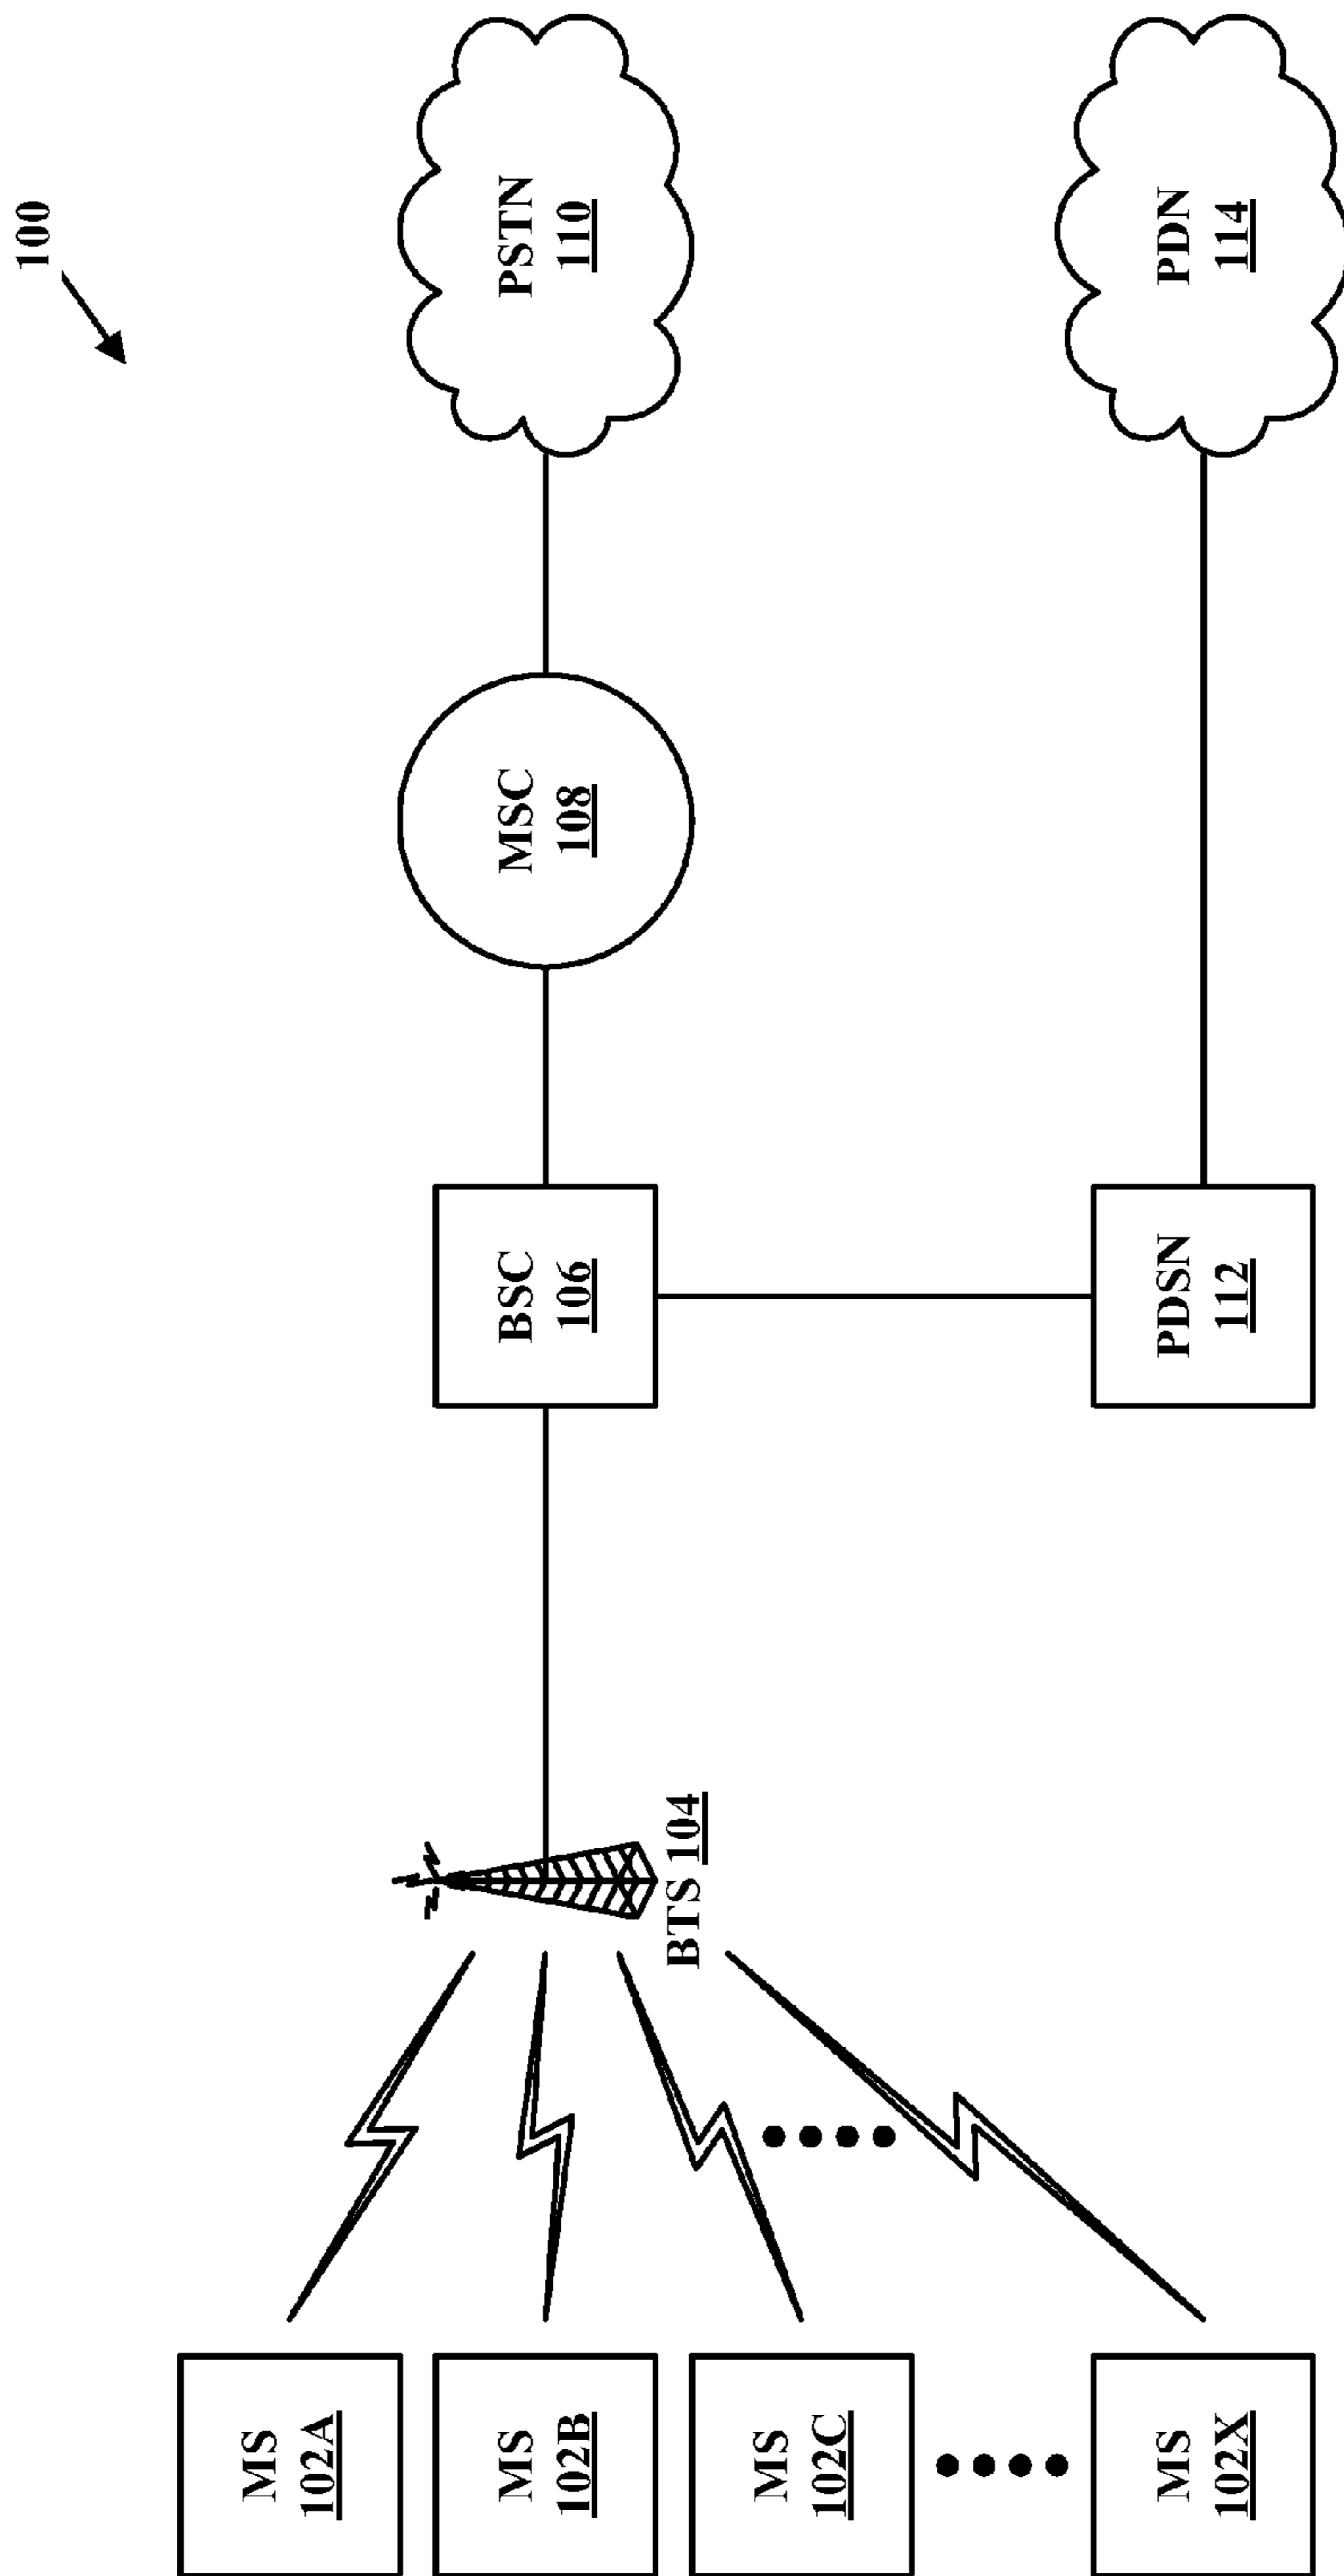 100
MS
102A
MS
102B
MS
102C
MS
102X
BTS 104
BSC
106
MSC
108
PSTN
110
PDSN
112
PDN
114